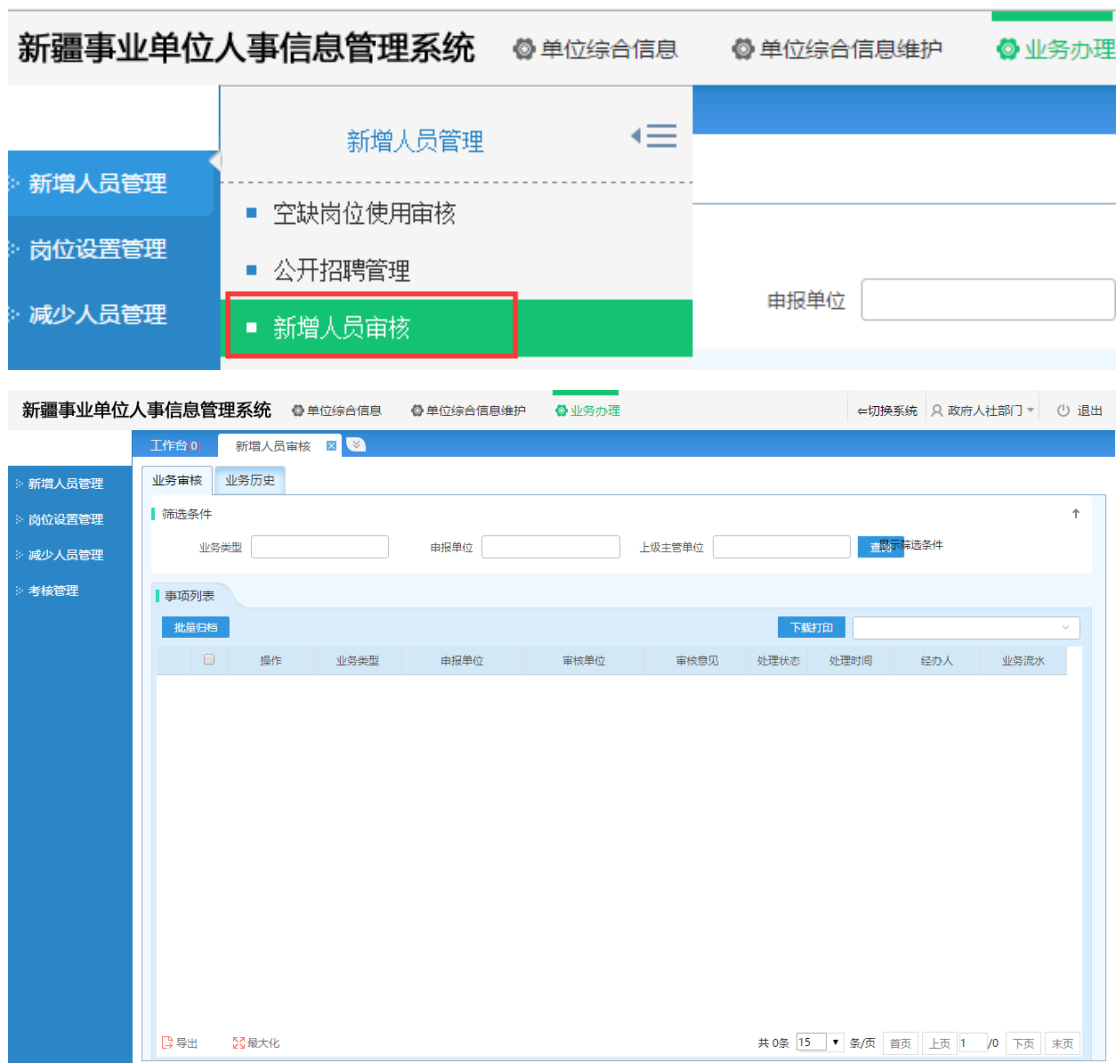 新疆事业单位人事信息管理系统 单位综合信息 单位综合信息维护 业务办理
新增人员管理
新增人员管理
空缺岗位使用审核
岗位设置管理
公开招聘管理
申报单位
减少人员管理
新增人员审核
新疆事业单位人事信息管理系统 单位综合信息 单位综合信息维护 业务办理 ⇐切换系统 政府人社部门 退出
工作台(0) 新增人员审核
新增人员管理 业务审核 业务历史
岗位设置管理 筛选条件
业务类型 申报单位 上级主管单位 查询 显示筛选条件
减少人员管理
考核管理 事项列表
批量归档 下载打印
操作 业务类型 申报单位 审核单位 审核意见 处理状态 处理时间 经办人 业务流水
导出 最大化 共 0条 15 条/页 首页 上页 1 /0 下页 末页